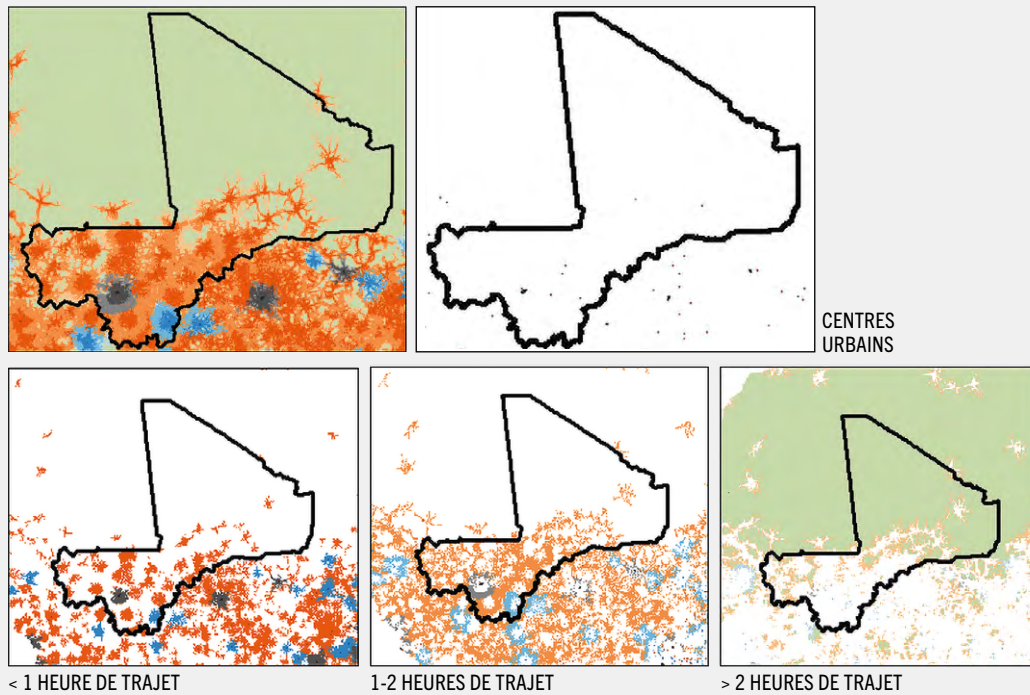 CENTRES
URBAINS
< 1 HEURE DE TRAJET
1-2 HEURES DE TRAJET
> 2 HEURES DE TRAJET